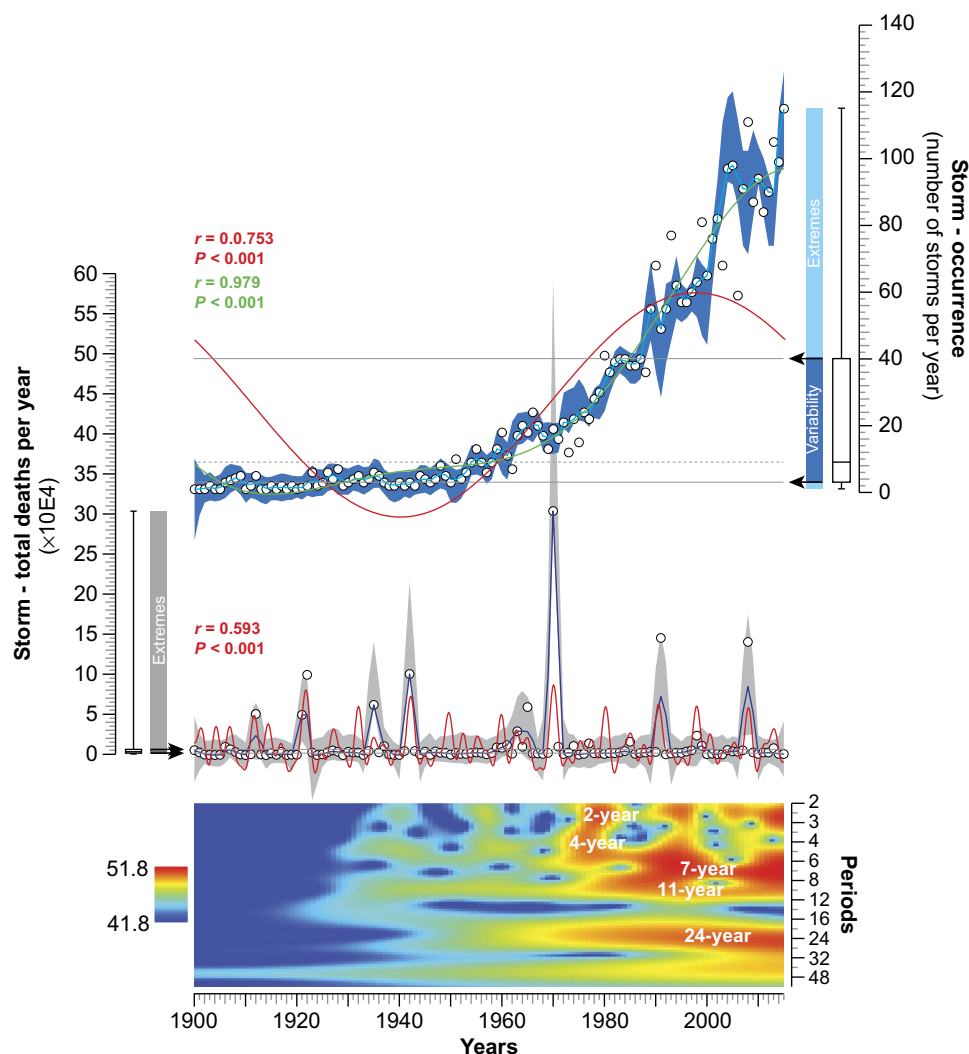 140
120
100
80
60
40
20
0
Storm - occurrence
(number of storms per year)
Extremes
Variability
r = 0.0.753
P < 0.001
r = 0.979
P < 0.001
60
50
45
40
35
30
25
20
15
10
5
0
Storm - total deaths per year
(×10E4)
Extremes
r = 0.593
P < 0.001
2-year
4-year
7-year
11-year
24-year
2
3
4
6
8
12
16
24
32
48
Periods
51.8
41.8
1900
1920
1940
1960
1980
2000
Years